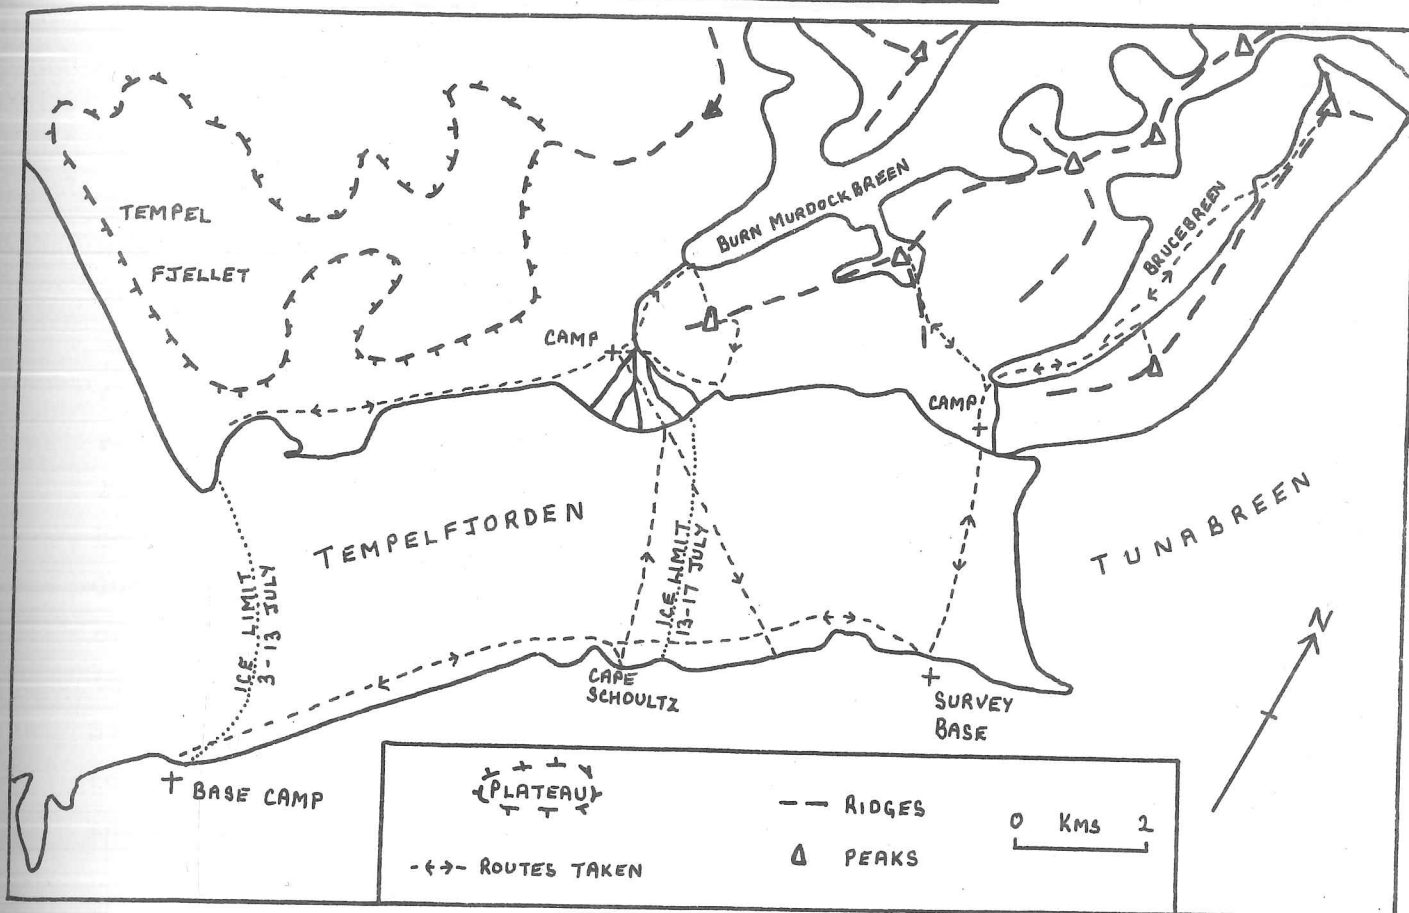 TEMPEL
FJELLET
BURN MURDOCKBREEN
BRUCEBREEN
CAMP
CAMP
TEMPELFJORDEN
TUNABREEN
ICE LIMIT
3-13 JULY
ICE LIMIT
13-17 JULY
CAPE
SCHOULTZ
SURVEY
BASE
BASE CAMP
N
PLATEAU
ROUTES TAKEN
RIDGES
PEAKS
0 KMS 2